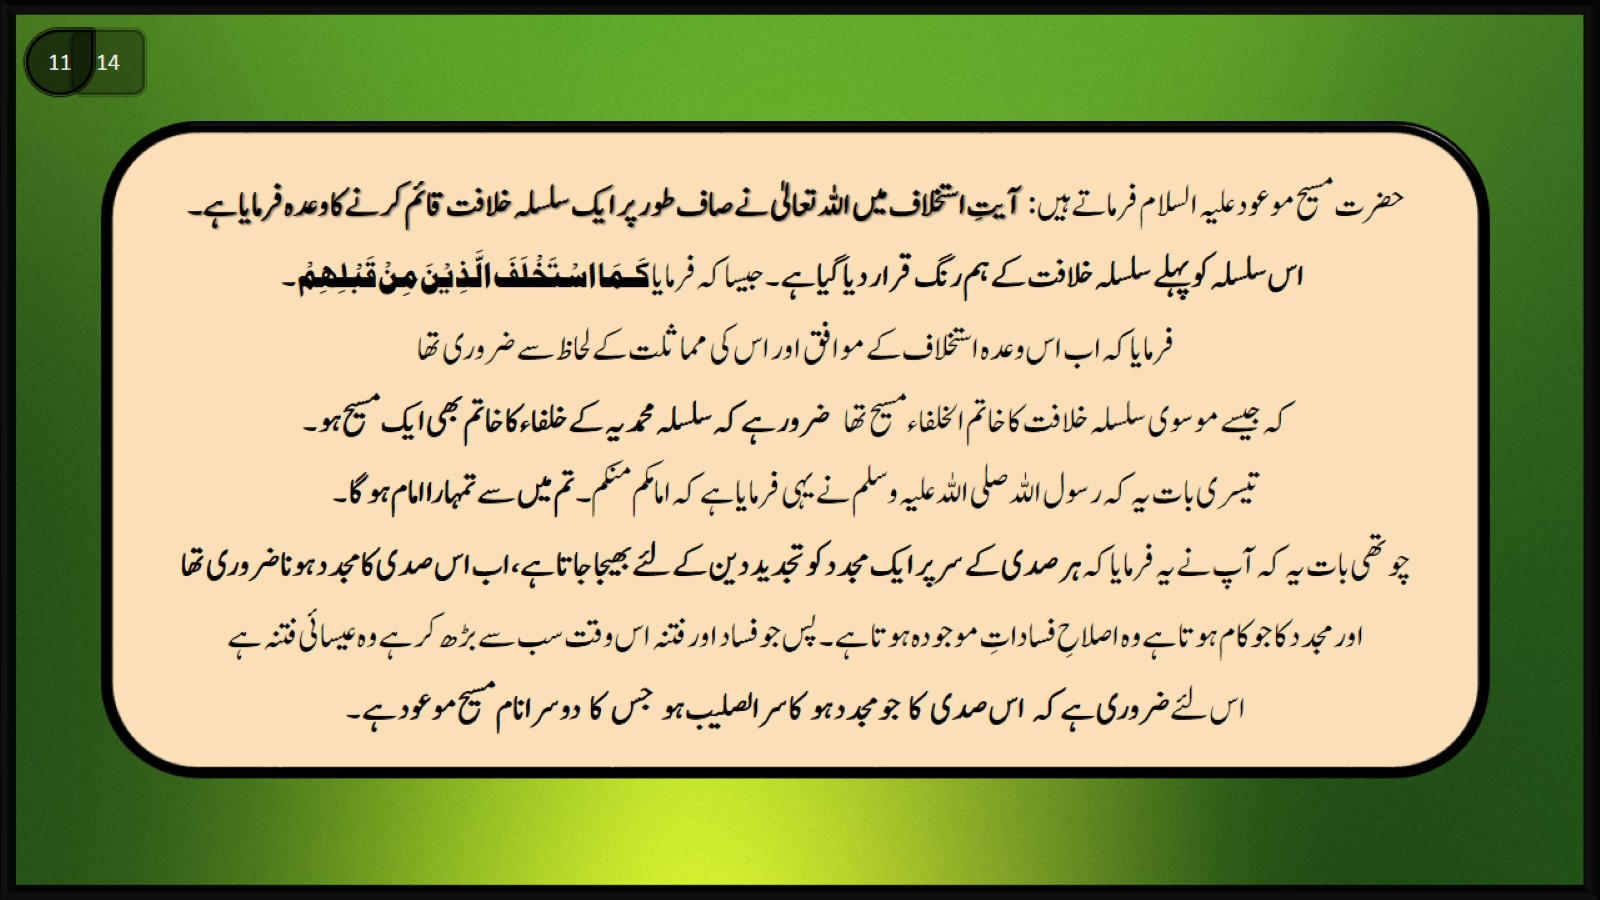 11 14
حضرت مسیح موعود علیہ السلام فرماتے ہیں: آیتِ استخلاف میں اللہ تعالیٰ نے صاف طور پر ایک سلسلہ خلافت قائم کرنے کا وعدہ فرمایا ہے۔
اس سلسلہ کو پہلے سلسلہ خلافت کے ہم رنگ قرار دیا گیا ہے۔ جیسا کہ فرمایا کَمَا اسْتَخْلَفَ الَّذِیْنَ مِنْ قَبْلِهِمْ۔
فرمایا کہ اب اس وعدہ استخلاف کے موافق اور اس کی مماثلت کے لحاظ سے ضروری تھا
کہ جیسے موسوی سلسلہ خلافت کا خاتم الخلفاء مسیح تھا ضرور ہے کہ سلسلہ محمدیہ کے خلفاء کا خاتم بھی ایک مسیح ہو۔
تیسری بات یہ کہ رسول اللہ صلی اللہ علیہ وسلم نے یہی فرمایا ہے کہ امامکم منکم۔ تم میں سے تمہارا امام ہو گا۔
چوتھی بات یہ کہ آپ نے یہ فرمایا کہ ہر صدی کے سر پر ایک مجدد کو تجدید دین کے لئے بھیجا جاتا ہے، اب اس صدی کا مجدد ہونا ضروری تھا
اور مجدد کا جو کام ہوتا ہے وہ اصلاحِ فساداتِ موجودہ ہوتا ہے۔ پس جو فساد اور فتنہ اس وقت سب سے بڑھ کر ہے وہ عیسائی فتنہ ہے
اس لئے ضروری ہے کہ اس صدی کا جو مجدد ہو کاسر الصلیب ہو جس کا دوسرا نام مسیح موعود ہے۔